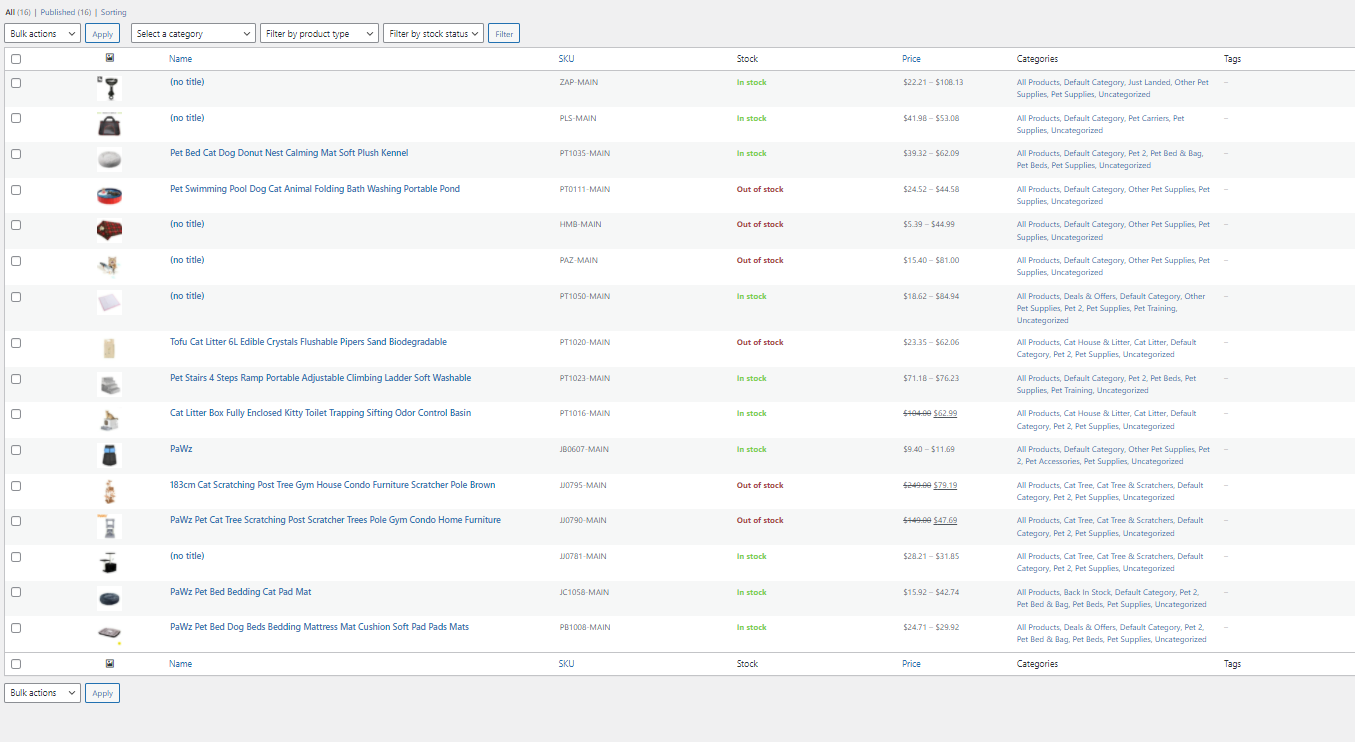 All (16) | Published (16) | Sorting
Bulk actions Apply Select a category Filter by product type Filter by stock status Filter
Name SKU Stock Price Categories Tags
(no title) ZAP-MAIN In stock $22.21 – $108.13 All Products, Default Category, Just Landed, Other Pet –
Supplies, Pet Supplies, Uncategorized
(no title) PLS-MAIN In stock $41.98 – $53.08 All Products, Default Category, Pet Carriers, Pet –
Supplies, Uncategorized
Pet Bed Cat Dog Donut Nest Calming Mat Soft Plush Kennel PT1035-MAIN In stock $39.32 – $62.09 All Products, Default Category, Pet 2, Pet Bed & Bag, –
Pet Beds, Pet Supplies, Uncategorized
Pet Swimming Pool Dog Cat Animal Folding Bath Washing Portable Pond PT0111-MAIN Out of stock $24.52 – $44.58 All Products, Default Category, Other Pet Supplies, Pet –
Supplies, Uncategorized
(no title) HMB-MAIN Out of stock $5.39 – $44.99 All Products, Default Category, Other Pet Supplies, Pet –
Supplies, Uncategorized
(no title) PAZ-MAIN Out of stock $15.40 – $81.00 All Products, Default Category, Other Pet Supplies, Pet –
Supplies, Uncategorized
(no title) PT1050-MAIN In stock $18.62 – $84.94 All Products, Deals & Offers, Default Category, Other –
Pet Supplies, Pet 2, Pet Supplies, Pet Training,
Uncategorized
Tofu Cat Litter 6L Edible Crystals Flushable Pipers Sand Biodegradable PT1020-MAIN Out of stock $23.35 – $62.06 All Products, Cat House & Litter, Cat Litter, Default –
Category, Pet 2, Pet Supplies, Uncategorized
Pet Stairs 4 Steps Ramp Portable Adjustable Climbing Ladder Soft Washable PT1023-MAIN In stock $71.18 – $76.23 All Products, Default Category, Pet 2, Pet Beds, Pet –
Supplies, Pet Training, Uncategorized
Cat Litter Box Fully Enclosed Kitty Toilet Trapping Sifting Odor Control Basin PT1016-MAIN In stock $104.00 $62.99 All Products, Cat House & Litter, Cat Litter, Default –
Category, Pet 2, Pet Supplies, Uncategorized
PaWz JB0607-MAIN In stock $9.40 – $11.69 All Products, Default Category, Other Pet Supplies, Pet –
2, Pet Accessories, Pet Supplies, Uncategorized
183cm Cat Scratching Post Tree Gym House Condo Furniture Scratcher Pole Brown JJ0795-MAIN Out of stock $249.00 $79.19 All Products, Cat Tree, Cat Tree & Scratchers, Default –
Category, Pet 2, Pet Supplies, Uncategorized
PaWz Pet Cat Tree Scratching Post Scratcher Trees Pole Gym Condo Home Furniture JJ0790-MAIN Out of stock $149.00 $47.69 All Products, Cat Tree, Cat Tree & Scratchers, Default –
Category, Pet 2, Pet Supplies, Uncategorized
(no title) JJ0781-MAIN In stock $28.21 – $31.85 All Products, Cat Tree, Cat Tree & Scratchers, Default –
Category, Pet 2, Pet Supplies, Uncategorized
PaWz Pet Bed Bedding Cat Pad Mat JC1058-MAIN In stock $15.92 – $42.74 All Products, Back In Stock, Default Category, Pet 2, –
Pet Bed & Bag, Pet Beds, Pet Supplies, Uncategorized
PaWz Pet Bed Dog Beds Bedding Mattress Mat Cushion Soft Pad Pads Mats PB1008-MAIN In stock $24.71 – $29.92 All Products, Deals & Offers, Default Category, Pet 2, –
Pet Bed & Bag, Pet Beds, Pet Supplies, Uncategorized
Name SKU Stock Price Categories Tags
Bulk actions Apply